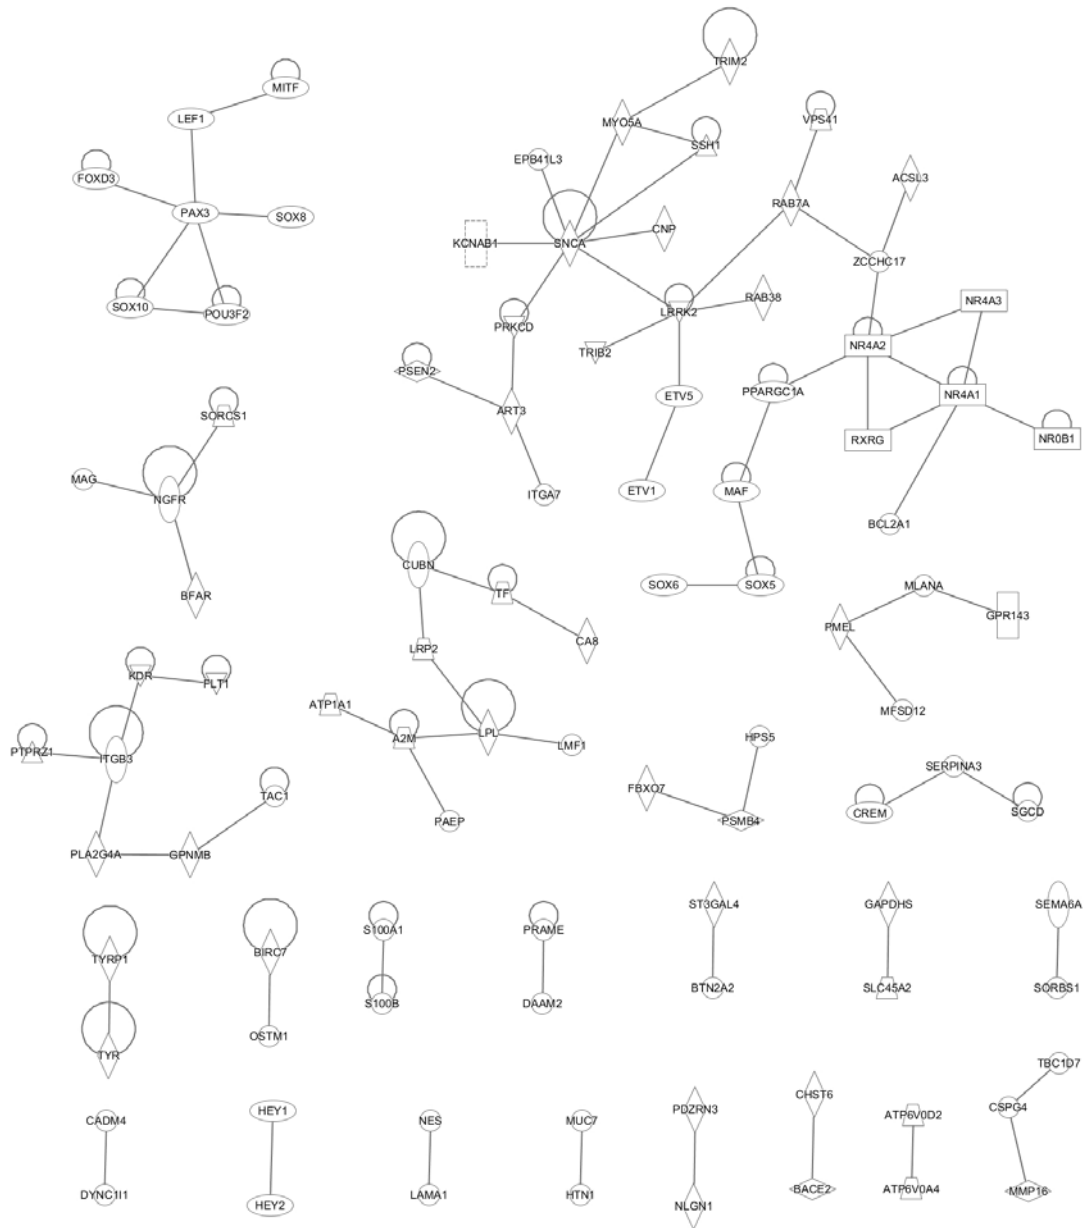 TRIM2
MITF
LEF1
MYO5A
VPS41
SSH1
EPB41L3
FOXD3
ACSL3
RAB7A
PAX3
SOX8
CNP
KCNAB1
SNCA
ZCCHC17
RAB38
NR4A3
SOX10
POU3F2
LRRK2
PRKCD
NR4A2
TRIB2
PSEN2
PPARGC1A
ETV5
NR4A1
ART3
SORCS1
RXRG
NR0B1
MAG
NGFR
ETV1
MAF
ITGA7
BCL2A1
CUBN
SOX6
SOX5
MLANA
TF
BFAR
GPR143
PMEL
CA8
LRP2
KDR
FLT1
ATP1A1
MFSD12
A2M
LPL
HPS5
LMF1
PTPRZ1
ITGB3
SERPINA3
FBXO7
TAC1
CREM
SGCD
PAEP
PSMB4
PLA2G4A
GPNMB
ST3GAL4
GAPDHS
SEMA6A
S100A1
PRAME
BIRC7
TYRP1
BTN2A2
SLC45A2
SORBS1
S100B
DAAM2
OSTM1
TYR
TBC1D7
CHST6
CSPG4
HEY1
PDZRN3
ATP6V0D2
CADM4
NES
MUC7
BACE2
ATP6V0A4
MMP16
DYNC1I1
LAMA1
HTN1
HEY2
NLGN1